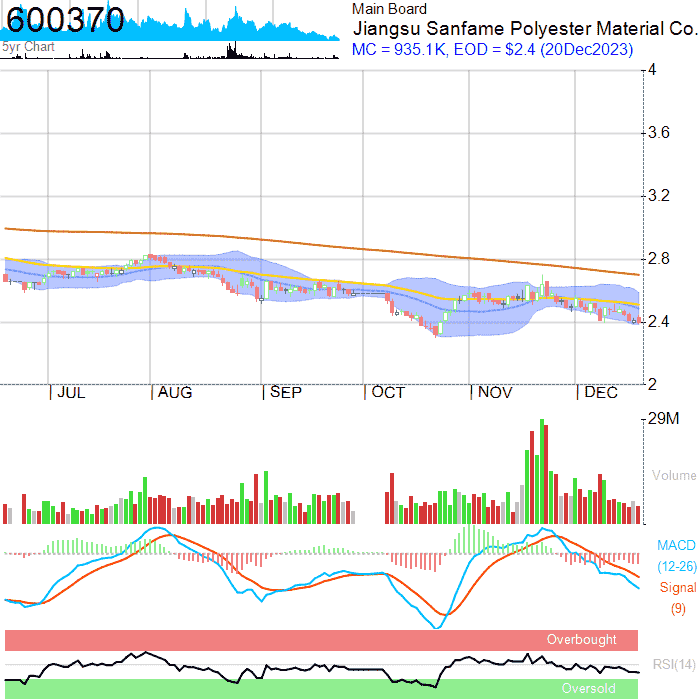 600370
5yr Chart
Main Board
Jiangsu Sanfame Polyester Material Co.
MC = 935.1K, EOD = $2.4 (20Dec2023)
4
3.6
3.2
2.8
2.4
2
JUL
AUG
SEP
OCT
NOV
DEC
29M
Volume
MACD
(12-26)
Signal
(9)
Overbought
RSI(14)
Oversold